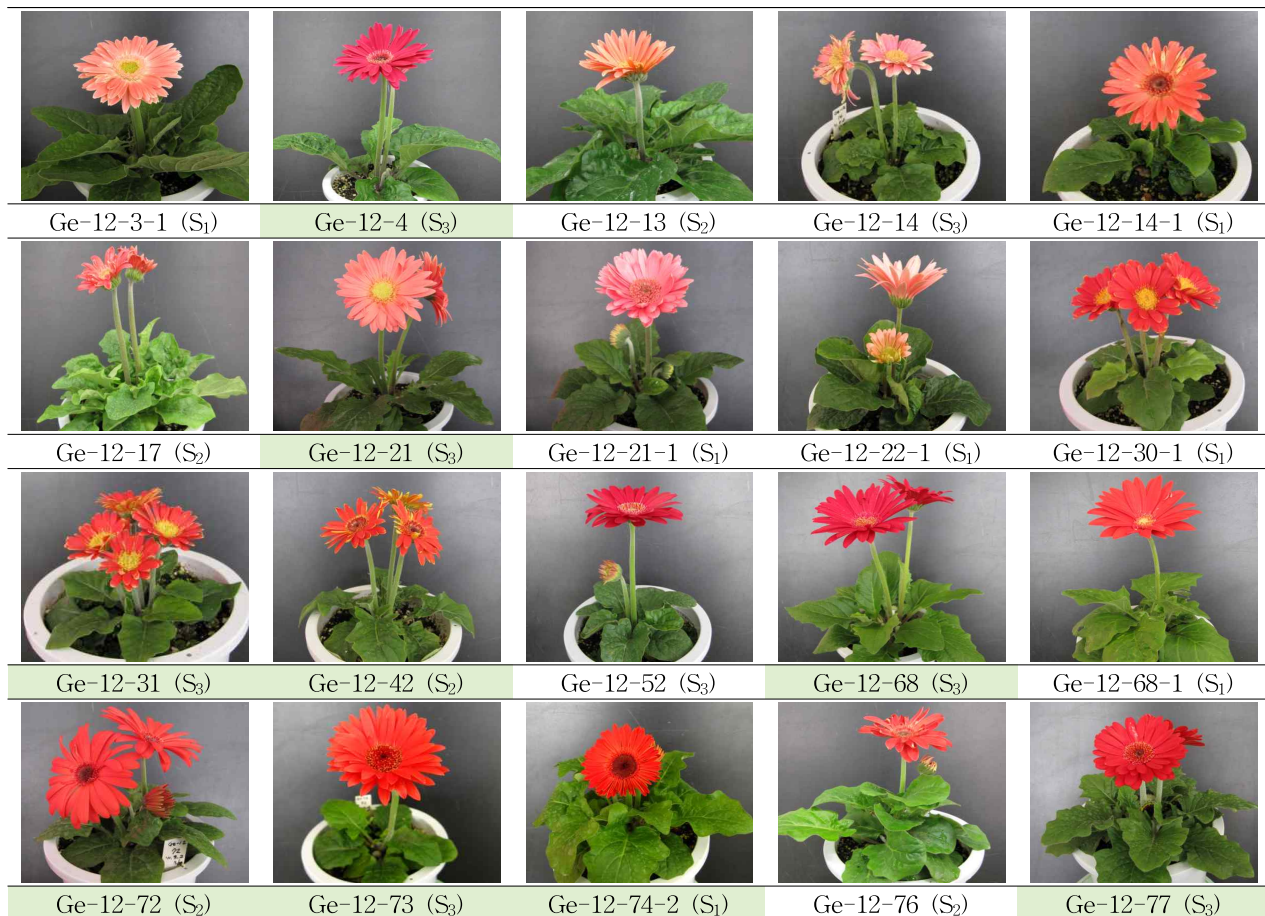 Ge-12-3-1 (S₁) Ge-12-4 (S₃) Ge-12-13 (S₂) Ge-12-14 (S₃) Ge-12-14-1 (S₁)
Ge-12-17 (S₂) Ge-12-21 (S₃) Ge-12-21-1 (S₁) Ge-12-22-1 (S₁) Ge-12-30-1 (S₁)
Ge-12-31 (S₃) Ge-12-42 (S₂) Ge-12-52 (S₃) Ge-12-68 (S₃) Ge-12-68-1 (S₁)
Ge-12-72 (S₂) Ge-12-73 (S₃) Ge-12-74-2 (S₁) Ge-12-76 (S₂) Ge-12-77 (S₃)